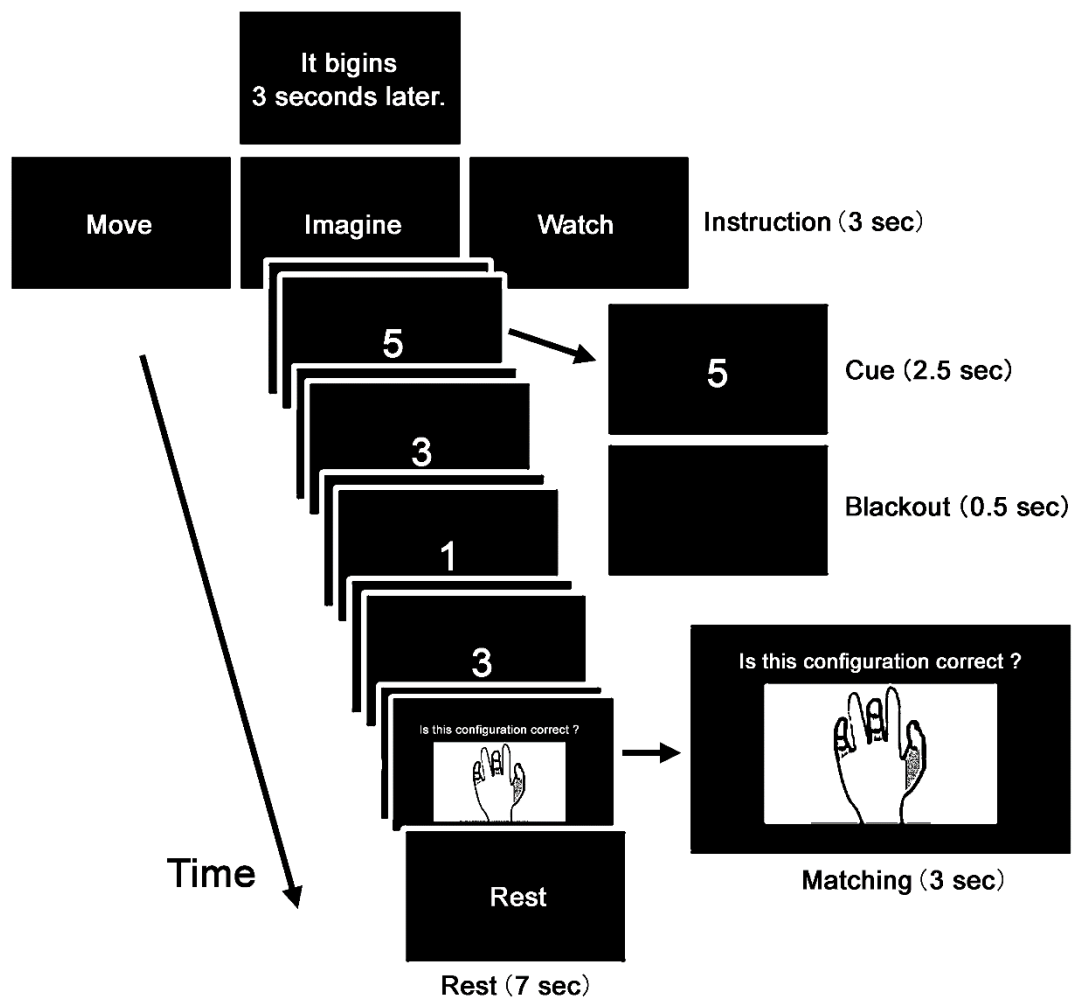 It bigins
3 seconds later.
Move
Imagine
Watch
Instruction (3 sec)
5
5
Cue (2.5 sec)
3
Blackout (0.5 sec)
1
3
Is this configuration correct ?
Is this configuration correct ?
Matching (3 sec)
Time
Rest
Rest (7 sec)